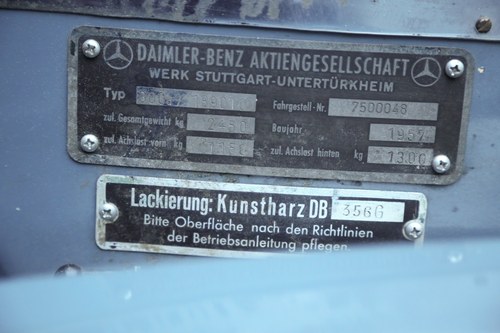 DAIMLER-BENZ AKTIENGESELLSCHAFT
WERK STUTTGART-UNTERTÜRKHEIM
Typ Fahrgestell-Nr. 7500048
zul. Gesamtgewicht kg Baujahr 1957
zul. Achslast vorn kg zul. Achslast hinten kg 1300
Lackierung: Kunstharz DB 356G
Bitte Oberfläche nach den Richtlinien
der Betriebsanleitung pflegen